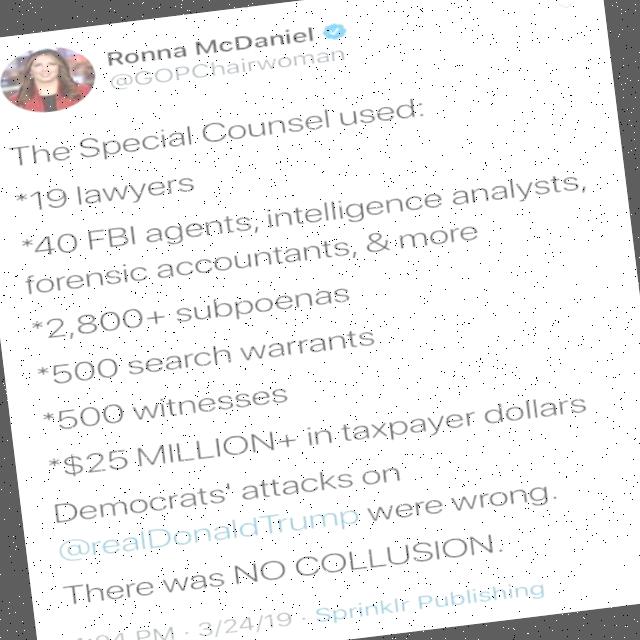 Ronna McDaniel
@GOPChairwoman
The Special Counsel used:
*19 lawyers
*40 FBI agents, intelligence analysts,
forensic accountants, & more
*2,800+ subpoenas
*500 search warrants
*500 witnesses
*$25 MILLION+ in taxpayer dollars
Democrats' attacks on
@realDonaldTrump were wrong.
There was NO COLLUSION.
PM · 3/24/19 · Sprinklr Publishing